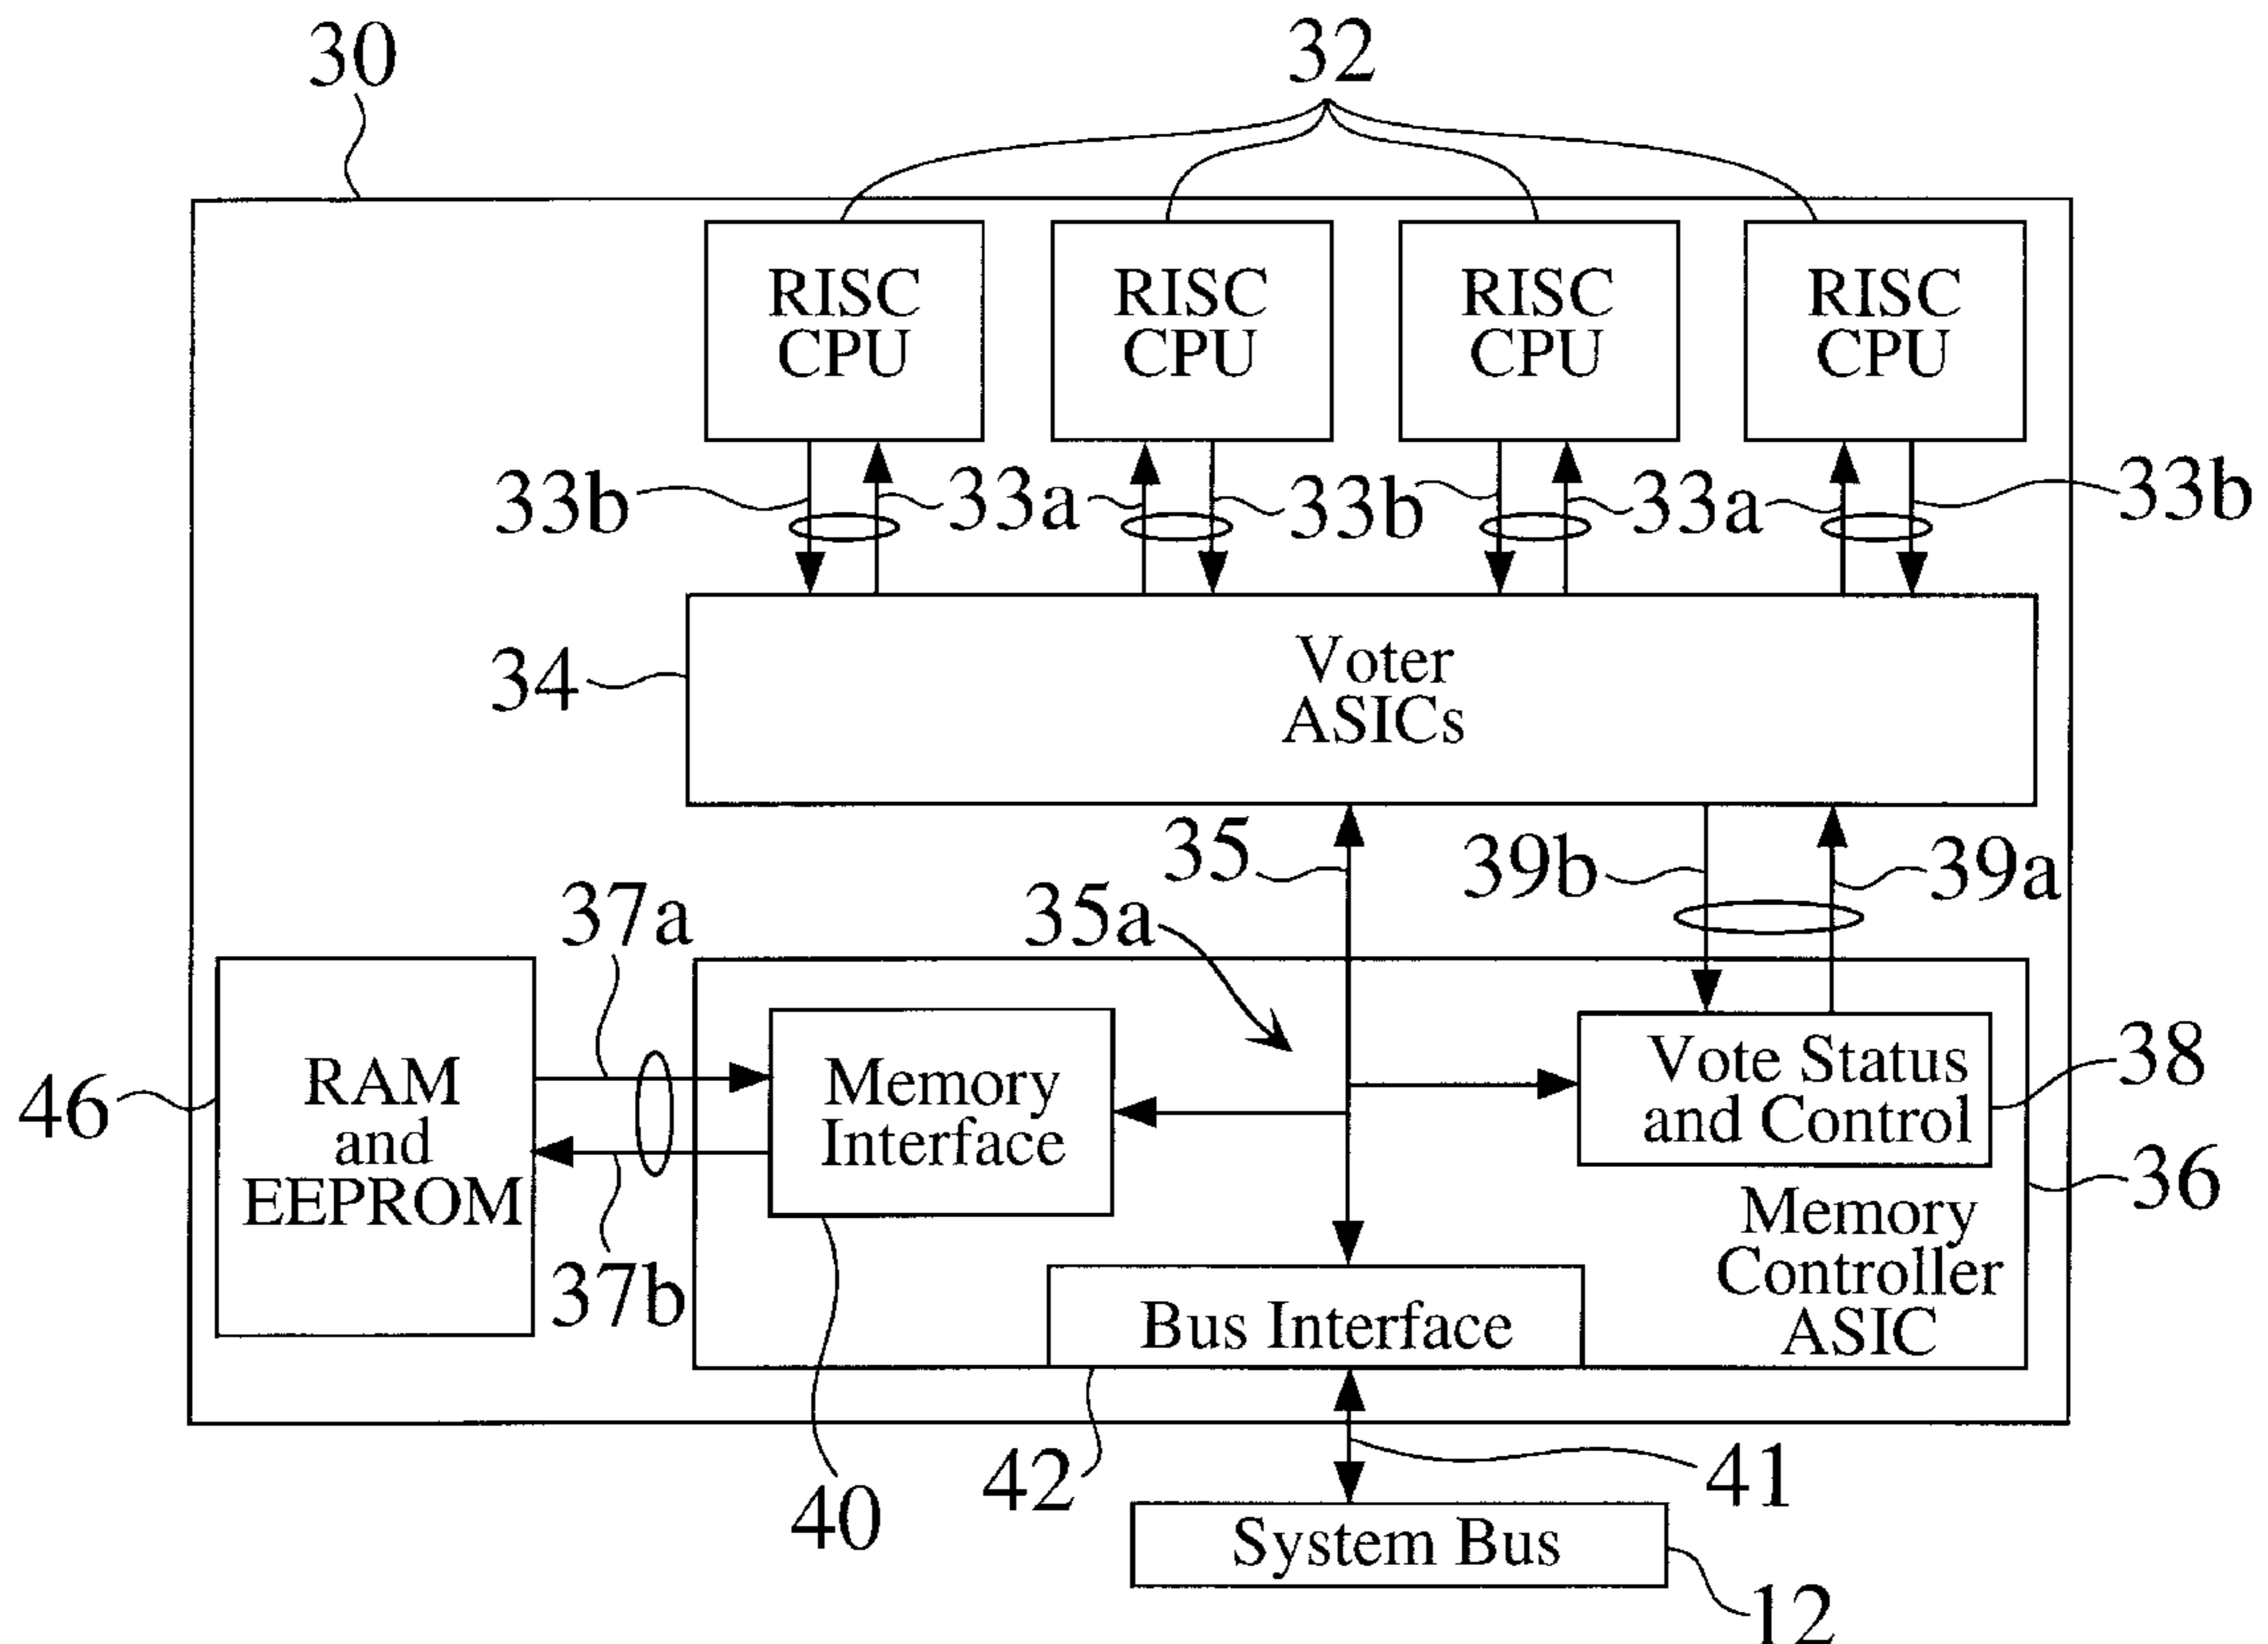 30
32
RISC
CPU
RISC
CPU
RISC
CPU
RISC
CPU
33b
33a
33b
33a
33b
34
Voter
ASICs
35
39b
39a
37a
35a
46
RAM
and
EEPROM
Memory
Interface
Vote Status
and Control
38
36
Memory
Controller
ASIC
37b
Bus Interface
40
42
41
System Bus
12